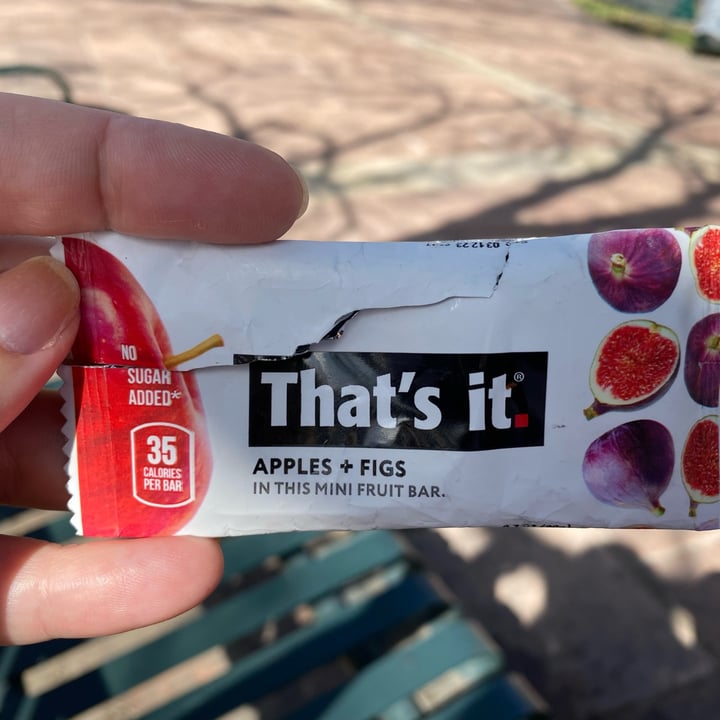 NO
SUGAR
ADDED*
35
CALORIES
PER BAR
That's it.®
APPLES + FIGS
IN THIS MINI FRUIT BAR.